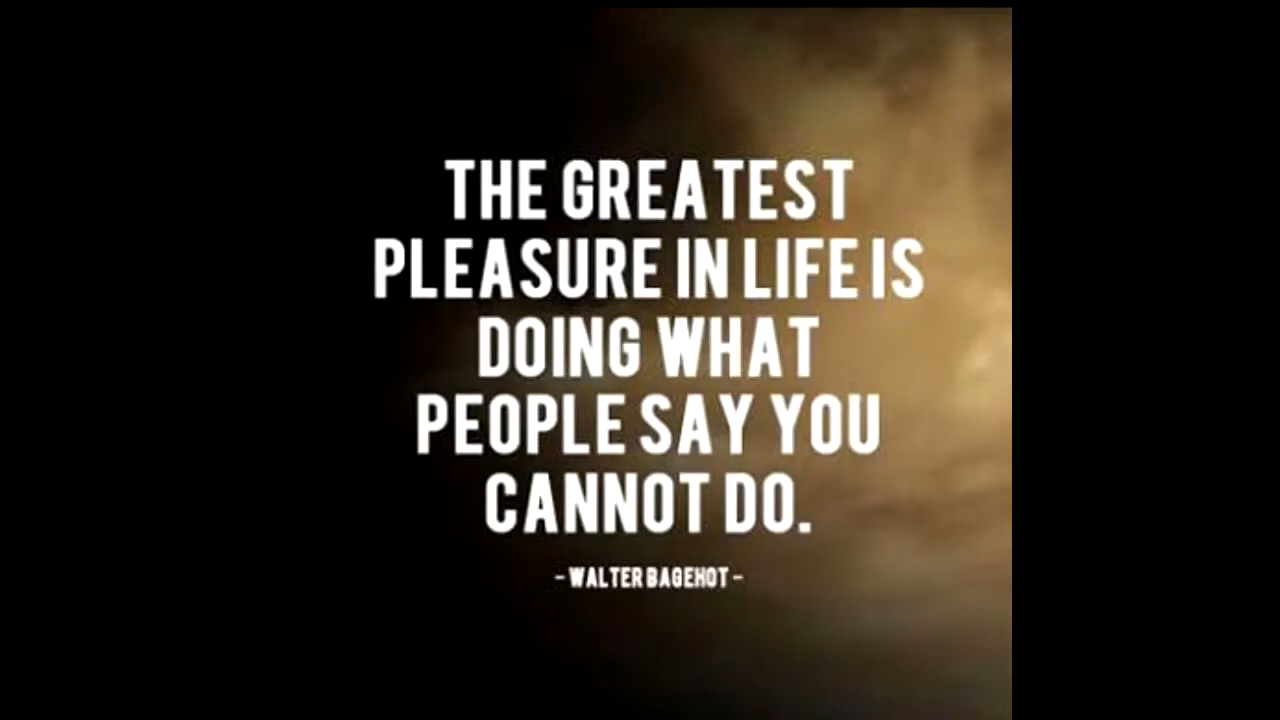 THE GREATEST
PLEASURE IN LIFE IS
DOING WHAT
PEOPLE SAY YOU
CANNOT DO.
- WALTER BAGEHOT -